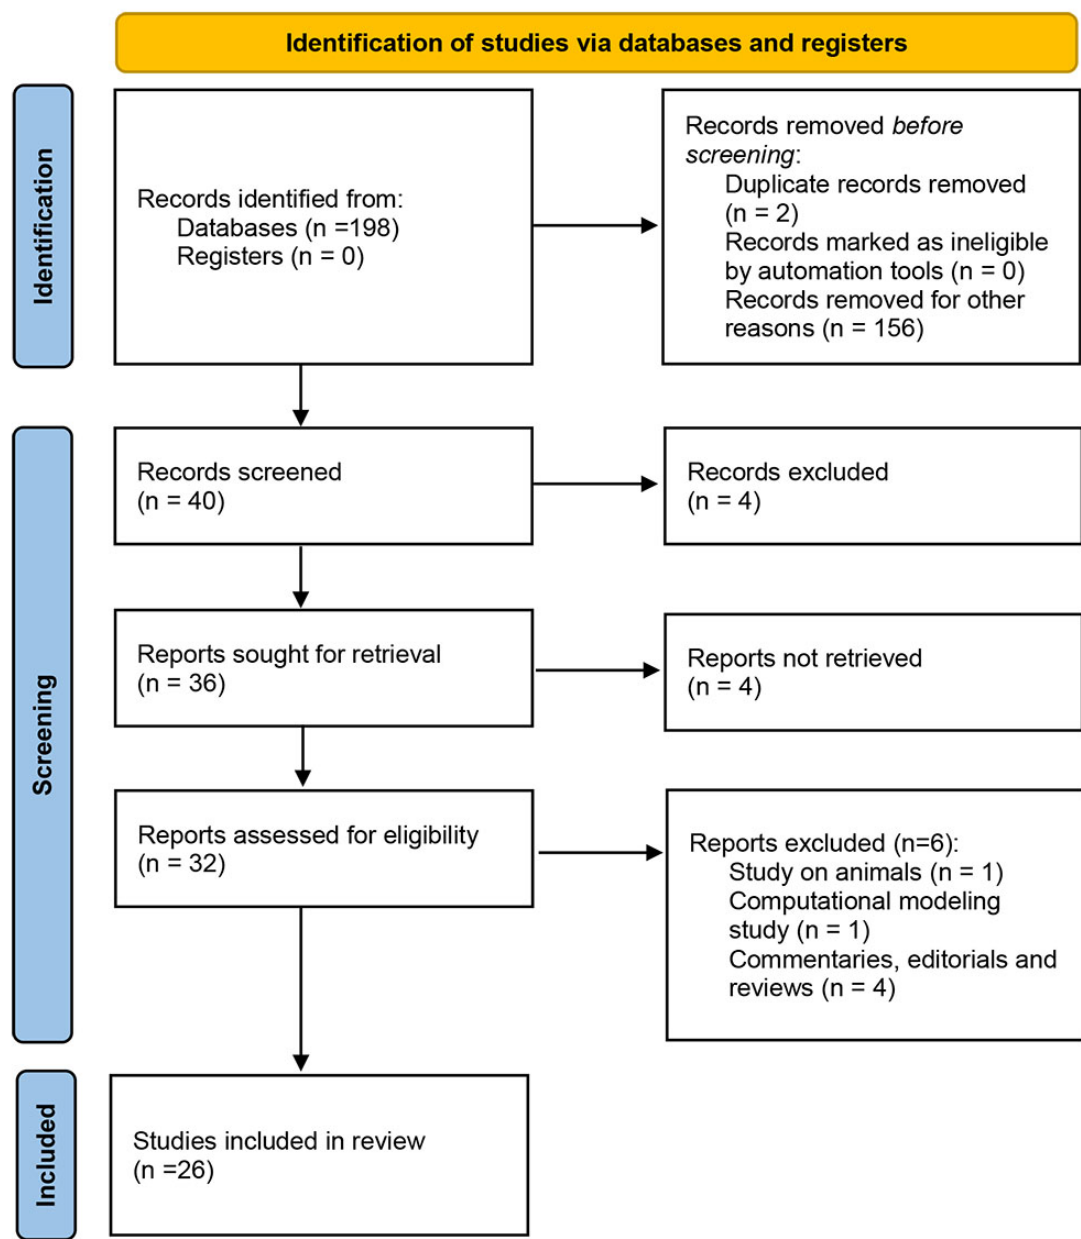 Identification of studies via databases and registers
Identification
Records identified from:
Databases (n =198)
Registers (n = 0)
Records removed before
screening:
Duplicate records removed
(n = 2)
Records marked as ineligible
by automation tools (n = 0)
Records removed for other
reasons (n = 156)
Screening
Records screened
(n = 40)
Records excluded
(n = 4)
Reports sought for retrieval
(n = 36)
Reports not retrieved
(n = 4)
Reports assessed for eligibility
(n = 32)
Reports excluded (n=6):
Study on animals (n = 1)
Computational modeling
study (n = 1)
Commentaries, editorials and
reviews (n = 4)
Included
Studies included in review
(n =26)